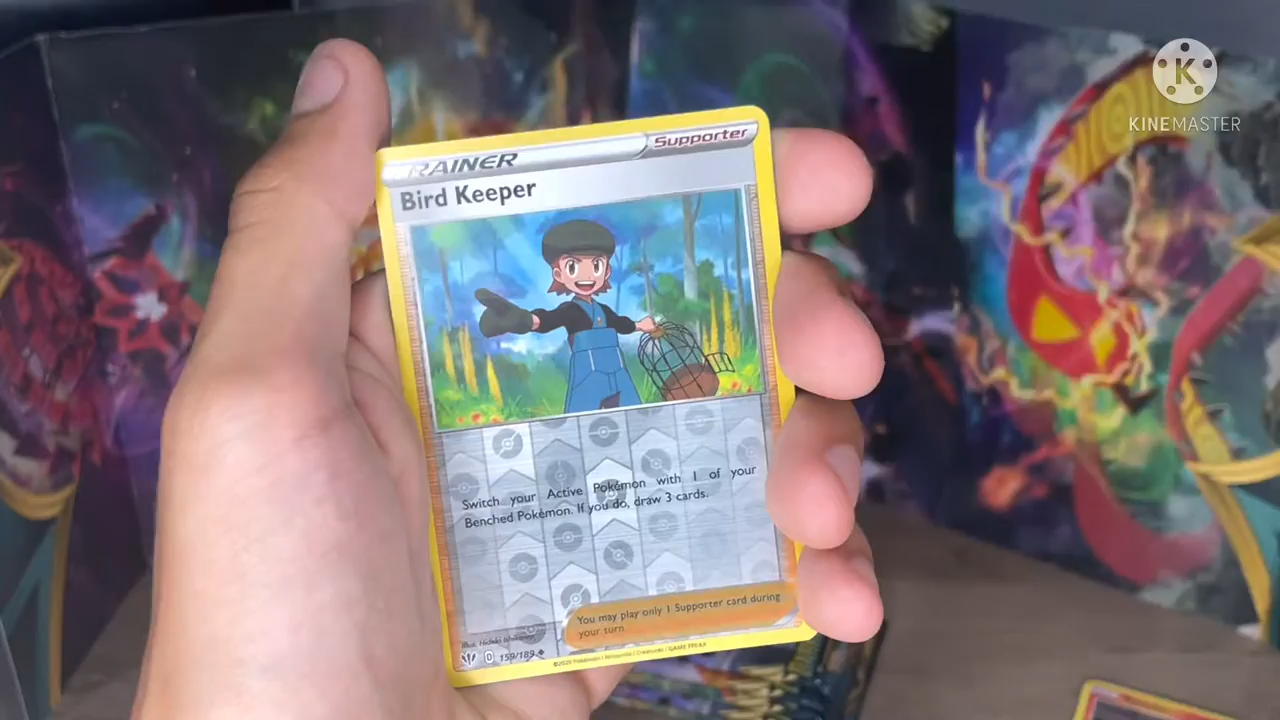 K
KINEMASTER
TRAINER
Supporter
Bird Keeper
Switch your Active Pokémon with 1 of your
Benched Pokémon. If you do, draw 3 cards.
You may play only 1 Supporter card during
your turn
Illus. Hideki Ishikawa
D 159/189
©2020 Pokémon / Nintendo / Creatures / GAME FREAK